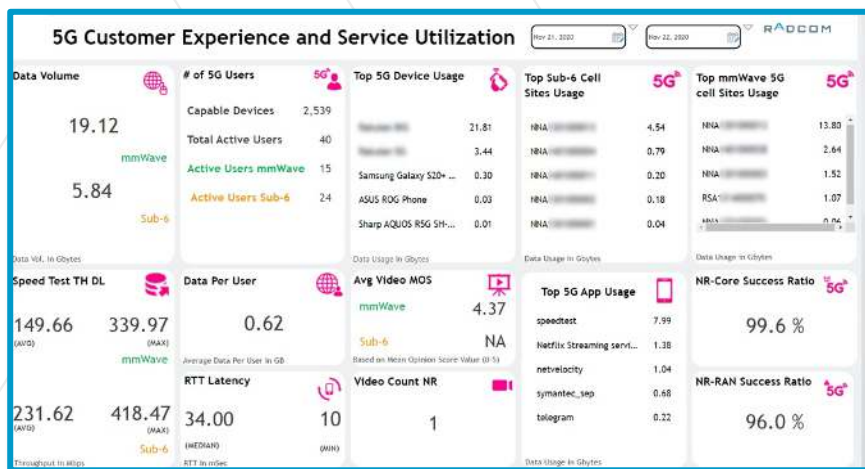 5G Customer Experience and Service Utilization
Nov 21, 2020
Nov 22, 2020
RADCOM
Data Volume
19.12
mmWave
5.84
Sub-6
Data Vol. In Gbytes
# of 5G Users
5G
Capable Devices 2,539
Total Active Users 40
Active Users mmWave 15
Active Users Sub-6 24
Top 5G Device Usage
21.81
3.44
Samsung Galaxy S20+ ... 0.30
ASUS ROG Phone 0.03
Sharp AQUOS R5G SH-... 0.01
Data Usage In Gbytes
Top Sub-6 Cell
Sites Usage
5G
NNA 4.54
NNA 0.79
NNA 0.20
NNA 0.18
NNA 0.04
Data Usage In Gbytes
Top mmWave 5G
cell Sites Usage
5G
NNA 13.80
NNA 2.64
NNA 1.52
RSA 1.07
NNA 0.06
Data Usage In Gbytes
Speed Test TH DL
149.66 339.97
(AVG) (MAX)
mmWave
231.62 418.47
(AVG) (MAX)
Sub-6
Throughput In Mbps
Data Per User
0.62
Average Data Per User In GB
RTT Latency
34.00 10
(MEDIAN) (MIN)
RTT In mSec
Avg Video MOS
mmWave 4.37
Sub-6 NA
Based on Mean Opinion Score Value (0-5)
Video Count NR
1
Top 5G App Usage
speedtest 7.99
Netflix Streaming servi... 1.38
netvelocity 1.04
symantec_sep 0.68
telegram 0.22
Data Usage In Gbytes
NR-Core Success Ratio
5G
99.6 %
NR-RAN Success Ratio
5G
96.0 %